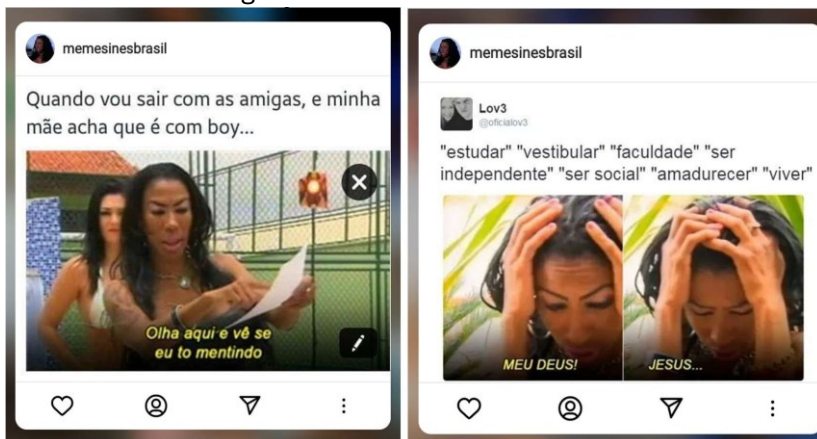 memesinesbrasil
Quando vou sair com as amigas, e minha
mãe acha que é com boy...
Olha aqui e vê se
eu to mentindo
memesinesbrasil
Lov3
@oficialov3
"estudar" "vestibular" "faculdade" "ser
independente" "ser social" "amadurecer" "viver"
MEU DEUS!
JESUS...